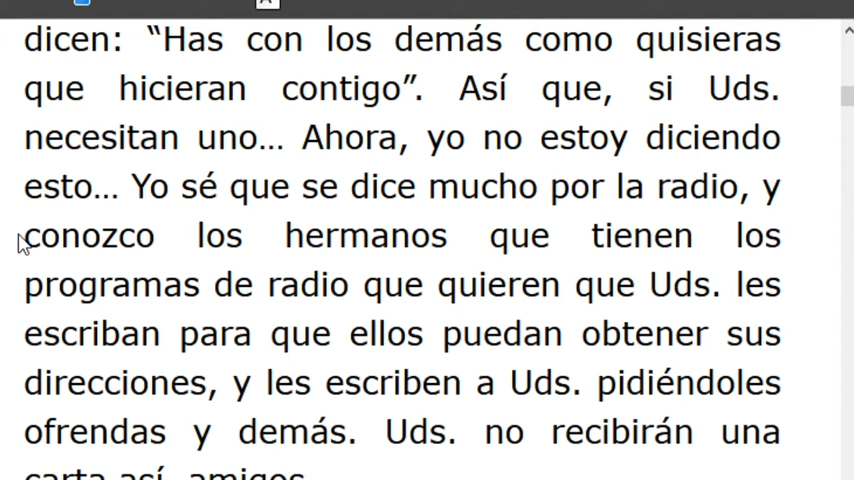 dicen: “Has con los demás como quisieras
que hicieran contigo”. Así que, si Uds.
necesitan uno… Ahora, yo no estoy diciendo
esto… Yo sé que se dice mucho por la radio, y
conozco los hermanos que tienen los
programas de radio que quieren que Uds. les
escriban para que ellos puedan obtener sus
direcciones, y les escriben a Uds. pidiéndoles
ofrendas y demás. Uds. no recibirán una
carta así, amigos.